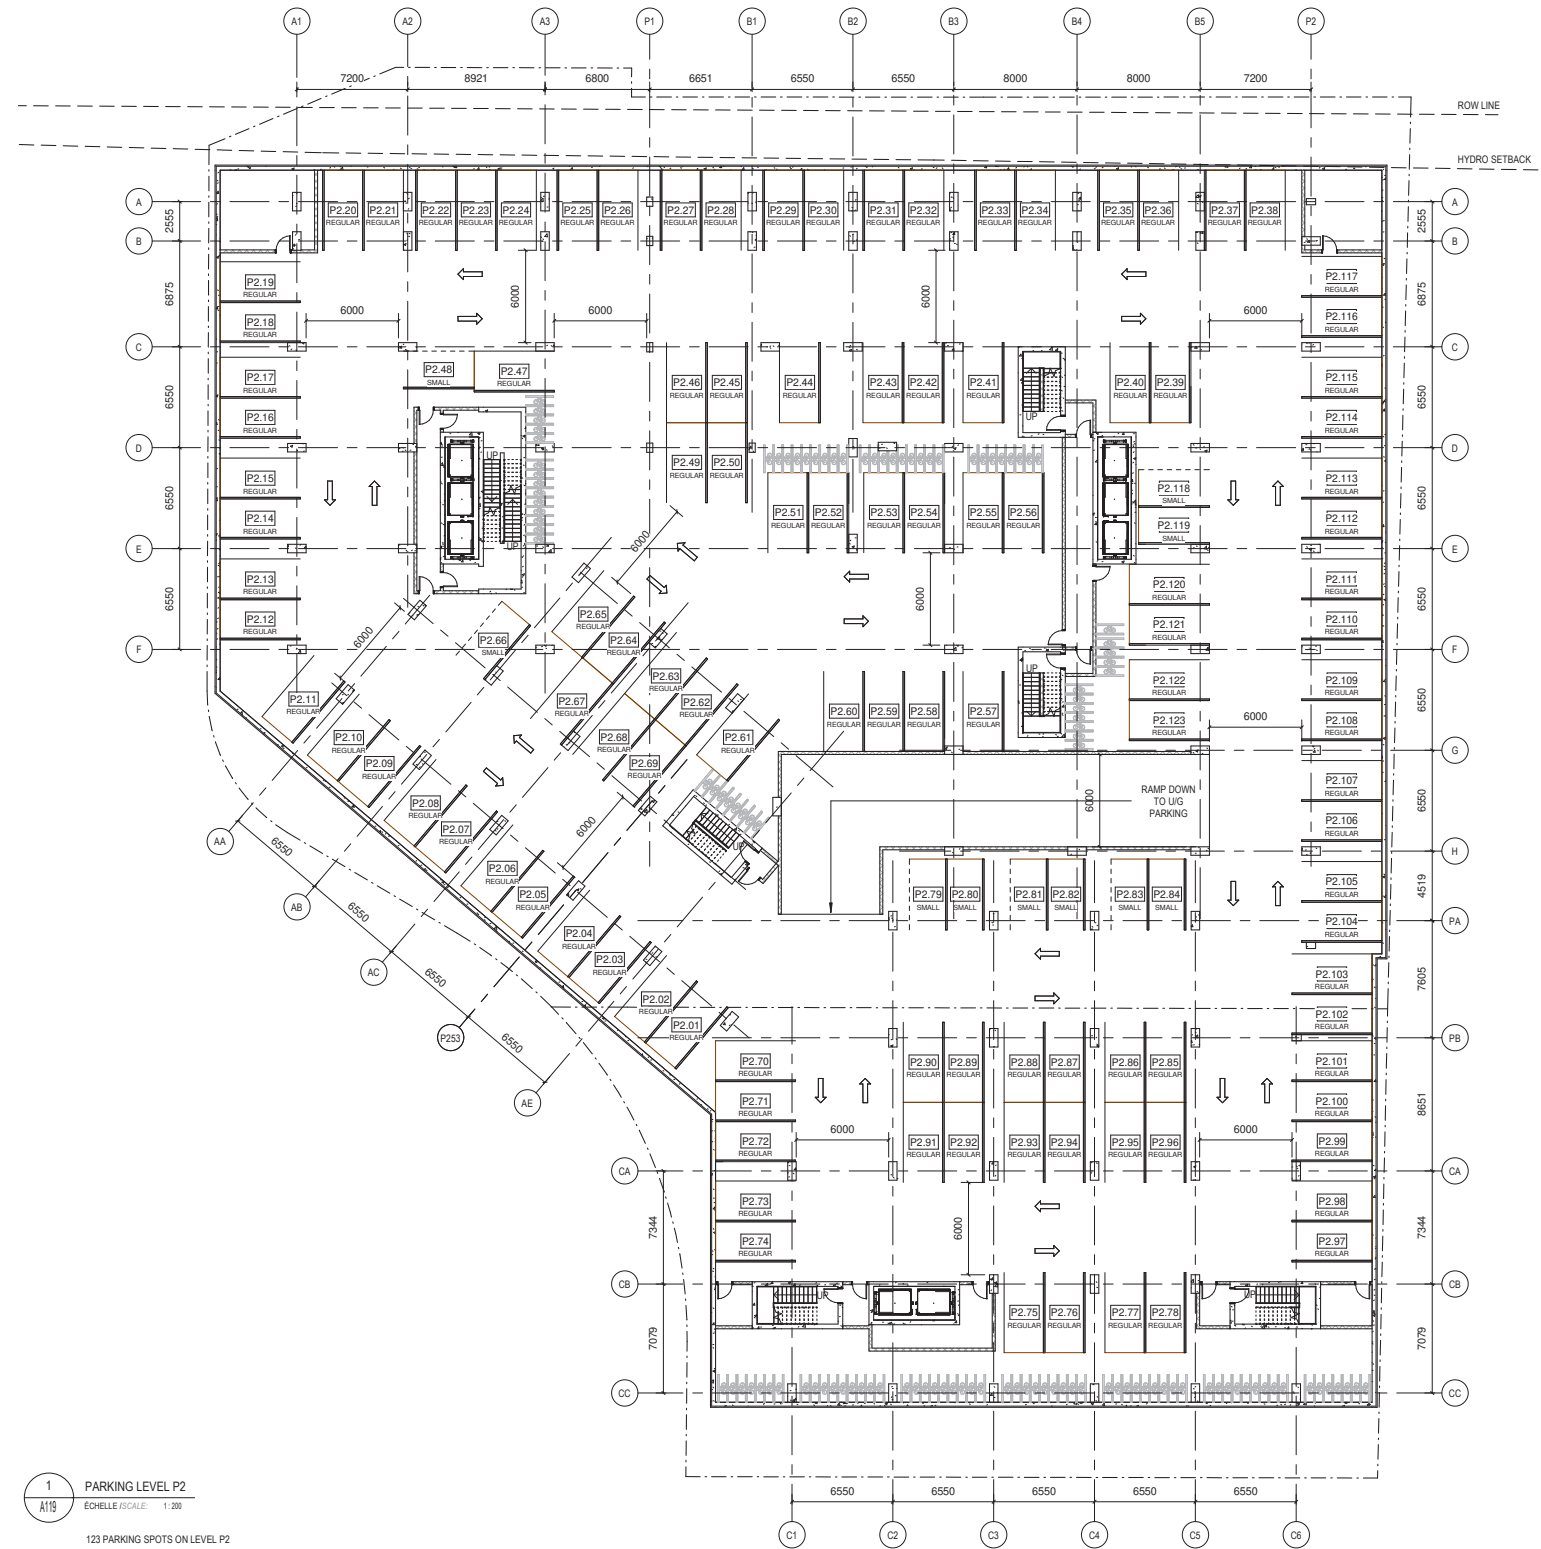 A1 A2 A3 P1 B1 B2 B3 B4 B5 P2
7200 8921 6800 6651 6550 6550 8000 8000 7200
ROW LINE
HYDRO SETBACK
A A
2555 2555
P2.20 P2.21 P2.22 P2.23 P2.24 P2.25 P2.26 P2.27 P2.28 P2.29 P2.30 P2.31 P2.32 P2.33 P2.34 P2.35 P2.36 P2.37 P2.38
REGULAR REGULAR REGULAR REGULAR REGULAR REGULAR REGULAR REGULAR REGULAR REGULAR REGULAR REGULAR REGULAR REGULAR REGULAR REGULAR REGULAR REGULAR REGULAR
B B
P2.19 P2.117
REGULAR REGULAR
6875 6000 6000 6875
6000 6000 6000
P2.18 P2.116
REGULAR REGULAR
C C
P2.48 P2.47
SMALL REGULAR
P2.17 P2.46 P2.45 P2.44 P2.43 P2.42 P2.41 P2.40 P2.39 P2.115
REGULAR REGULAR REGULAR REGULAR REGULAR REGULAR REGULAR REGULAR REGULAR REGULAR
6550 6550
P2.16 UP P2.114
REGULAR REGULAR
D D
UP
P2.49 P2.50
REGULAR REGULAR
P2.15 P2.118 P2.113
REGULAR SMALL REGULAR
6550 6550
P2.14 P2.51 P2.52 P2.53 P2.54 P2.55 P2.56 P2.119 P2.112
REGULAR REGULAR REGULAR REGULAR REGULAR REGULAR REGULAR SMALL REGULAR
UP
6000
E E
P2.13 P2.120 P2.111
REGULAR REGULAR REGULAR
6550 6000 6550
P2.12 P2.65 P2.121 P2.110
REGULAR REGULAR REGULAR REGULAR
6000
P2.66 P2.64
SMALL REGULAR
F F
UP
P2.63 P2.122 P2.109
REGULAR REGULAR REGULAR
P2.11 P2.67 P2.62
REGULAR REGULAR REGULAR
P2.60 P2.59 P2.58 P2.57 P2.123 P2.108
REGULAR REGULAR REGULAR REGULAR REGULAR REGULAR
6000 6550
P2.10 P2.68 P2.61
REGULAR REGULAR REGULAR
G G
P2.09 P2.69
REGULAR REGULAR
P2.107
REGULAR
RAMP DOWN
TO U/G
PARKING
6000 6550
P2.08 P2.106
REGULAR REGULAR
P2.07 6000
REGULAR
AA UP
6550
H H
P2.06 P2.105
REGULAR REGULAR
P2.05 P2.79 P2.80 P2.81 P2.82 P2.83 P2.84 4519
REGULAR SMALL SMALL SMALL SMALL SMALL SMALL
AB
6550
P2.04 P2.104
REGULAR REGULAR
PA
P2.03
REGULAR
AC
6550
P2.103
REGULAR
7605
P2.02 P2.102
REGULAR REGULAR
P2.01
REGULAR
P253 PB
6550
P2.70 P2.90 P2.89 P2.88 P2.87 P2.86 P2.85 P2.101
REGULAR REGULAR REGULAR REGULAR REGULAR REGULAR REGULAR REGULAR
AE
P2.71 P2.100
REGULAR REGULAR
8651
6000 6000
P2.72 P2.91 P2.92 P2.93 P2.94 P2.95 P2.96 P2.99
REGULAR REGULAR REGULAR REGULAR REGULAR REGULAR REGULAR REGULAR
CA CA
P2.73 P2.98
REGULAR REGULAR
7344 6000 7344
P2.74 P2.97
REGULAR REGULAR
CB CB
UP UP
P2.75 P2.76 P2.77 P2.78
REGULAR REGULAR REGULAR REGULAR
7079 7079
CC CC
6550 6550 6550 6550 6550
C1 C2 C3 C4 C5 C6
1
A119
PARKING LEVEL P2
ÉCHELLE /SCALE: 1 : 200
123 PARKING SPOTS ON LEVEL P2